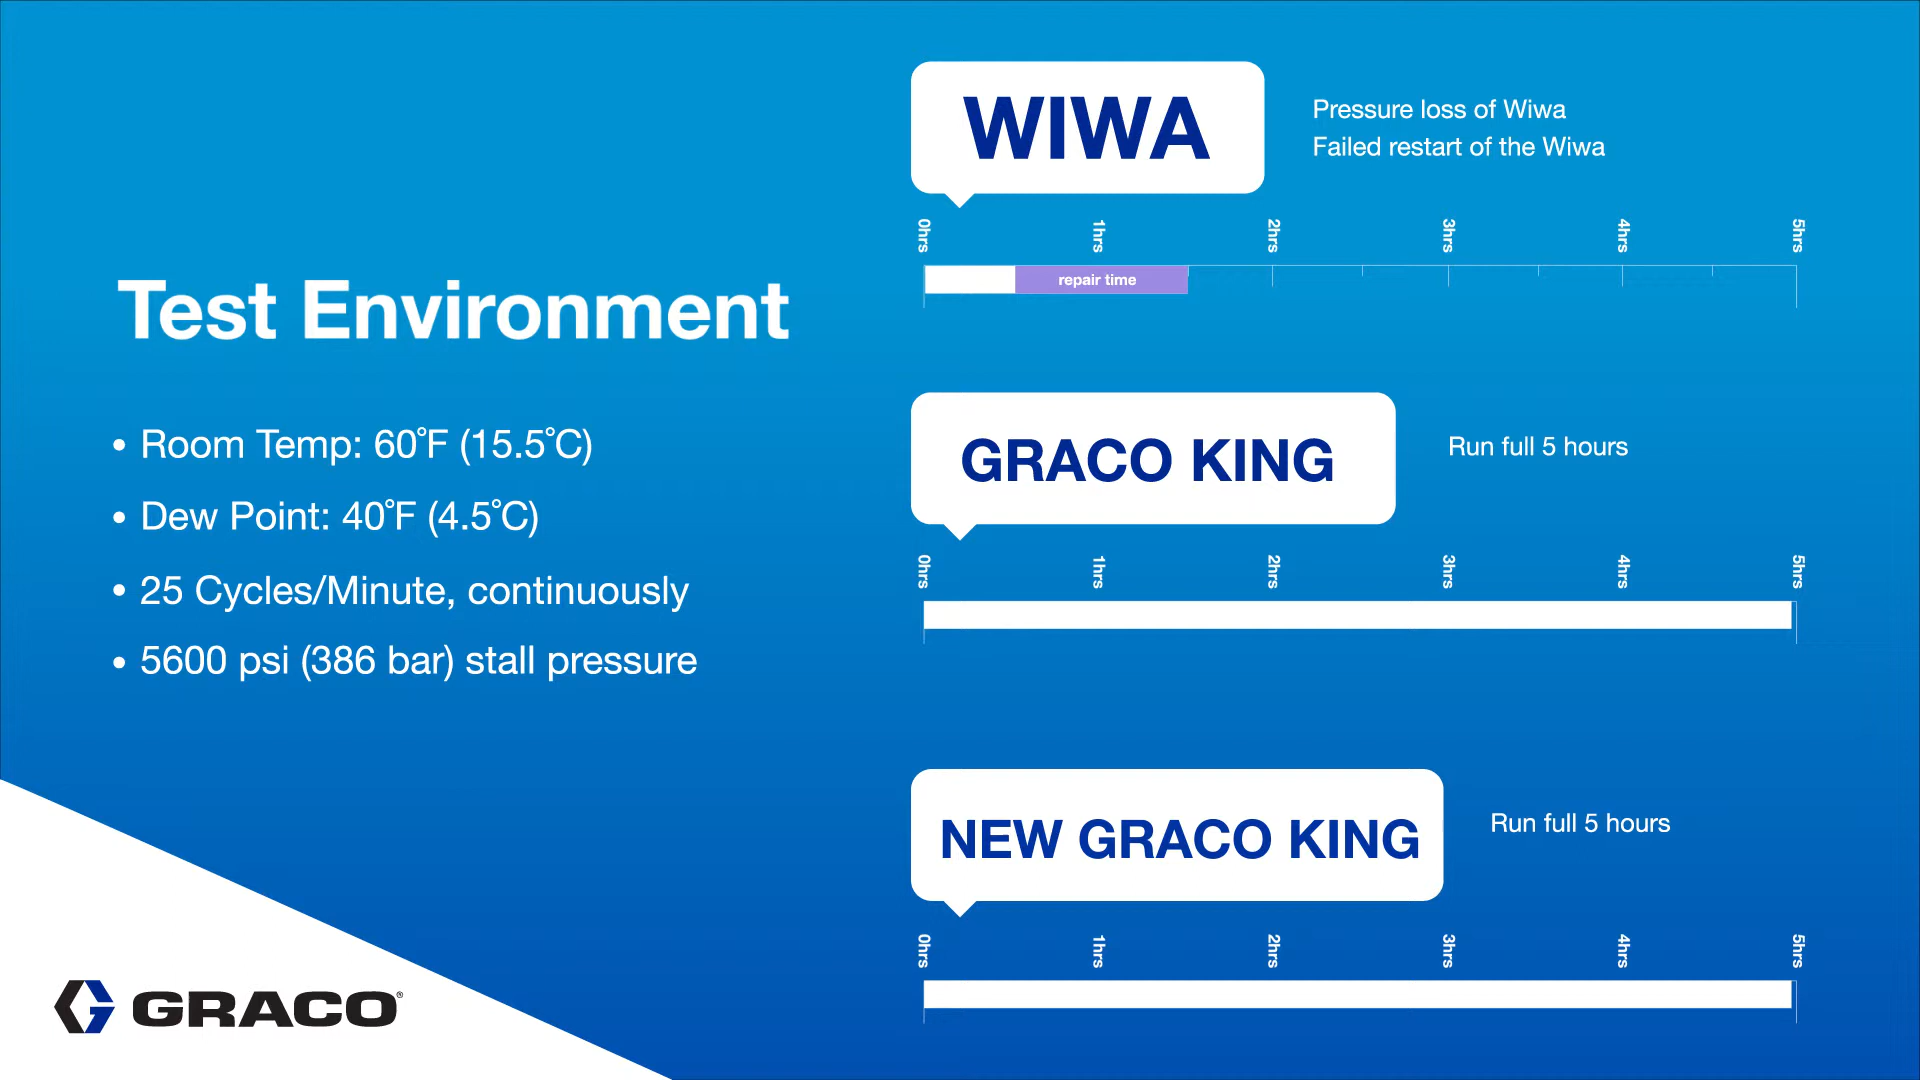 Test Environment
• Room Temp: 60°F (15.5°C)
• Dew Point: 40°F (4.5°C)
• 25 Cycles/Minute, continuously
• 5600 psi (386 bar) stall pressure
GRACO®
WIWA
Pressure loss of Wiwa
Failed restart of the Wiwa
0hrs 1hrs 2hrs 3hrs 4hrs 5hrs
repair time
GRACO KING
Run full 5 hours
0hrs 1hrs 2hrs 3hrs 4hrs 5hrs
NEW GRACO KING
Run full 5 hours
0hrs 1hrs 2hrs 3hrs 4hrs 5hrs